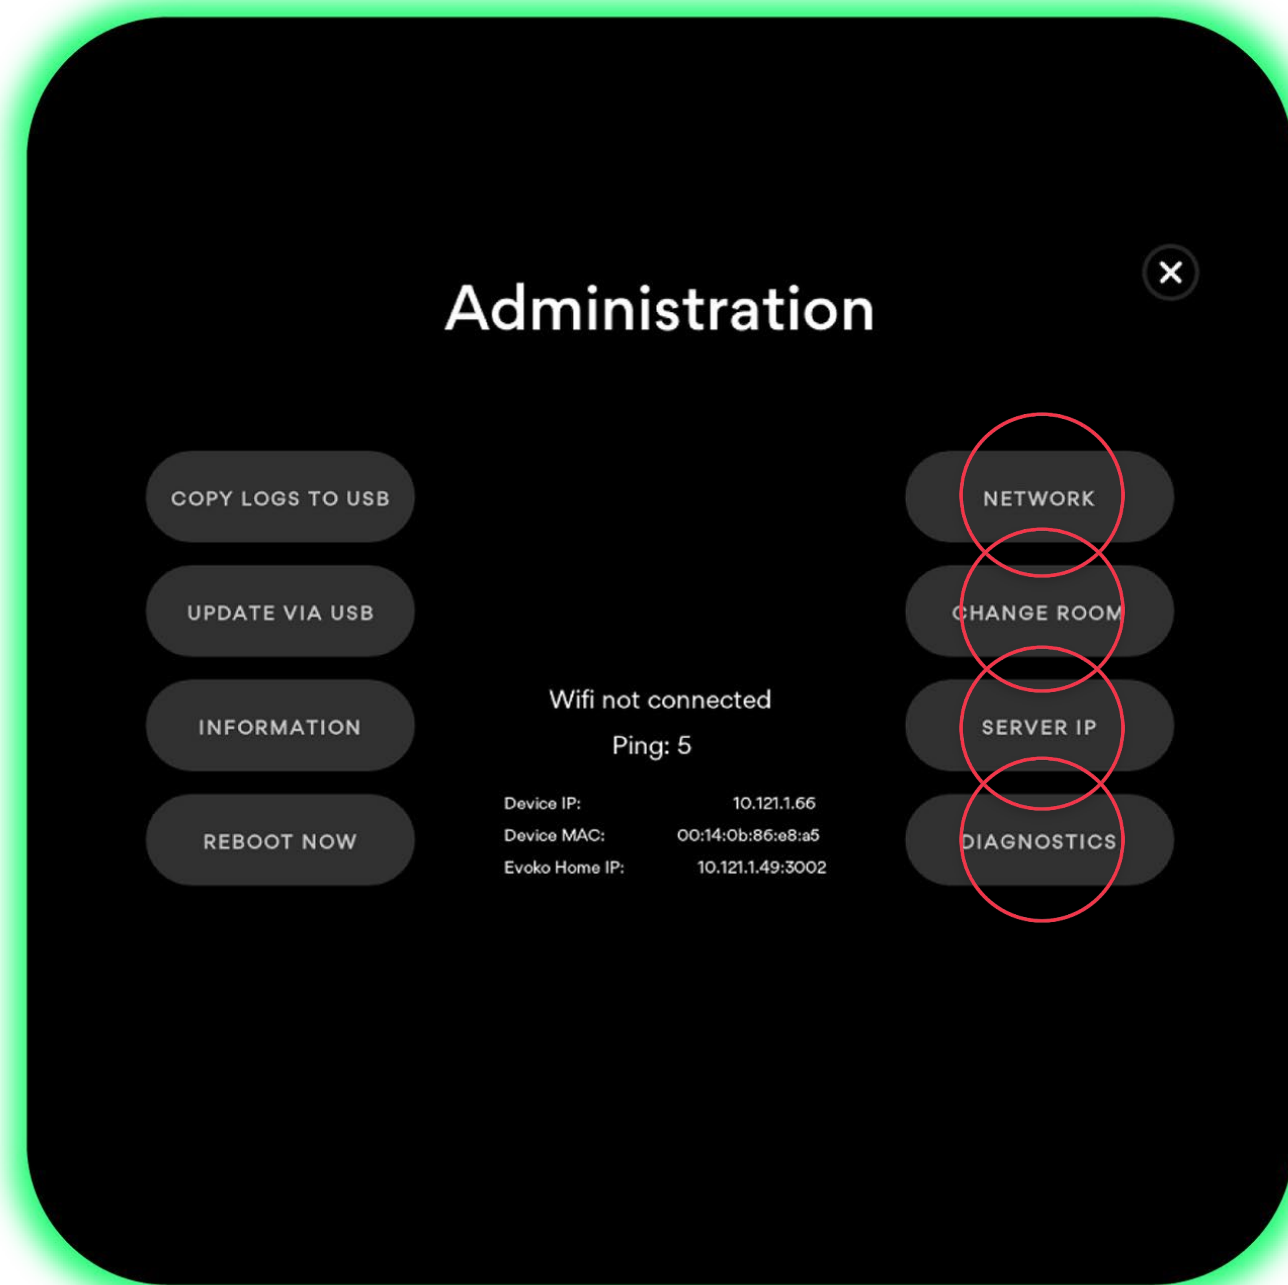 Administration
COPY LOGS TO USB
UPDATE VIA USB
INFORMATION
REBOOT NOW
Wifi not connected
Ping: 5
Device IP: 10.121.1.66
Device MAC: 00:14:0b:86:e8:a5
Evoko Home IP: 10.121.1.49:3002
NETWORK
CHANGE ROOM
SERVER IP
DIAGNOSTICS